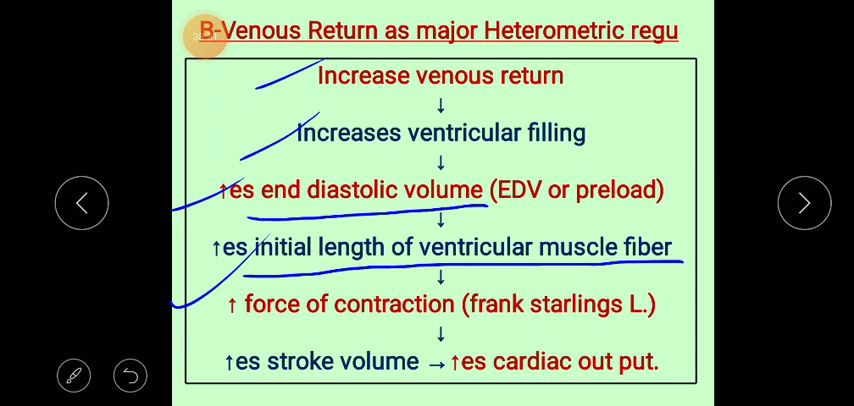 B-Venous Return as major Heterometric regu
Increase venous return
↓
Increases ventricular filling
↓
↑es end diastolic volume (EDV or preload)
↓
↑es initial length of ventricular muscle fiber
↓
↑ force of contraction (frank starlings L.)
↓
↑es stroke volume → ↑es cardiac out put.